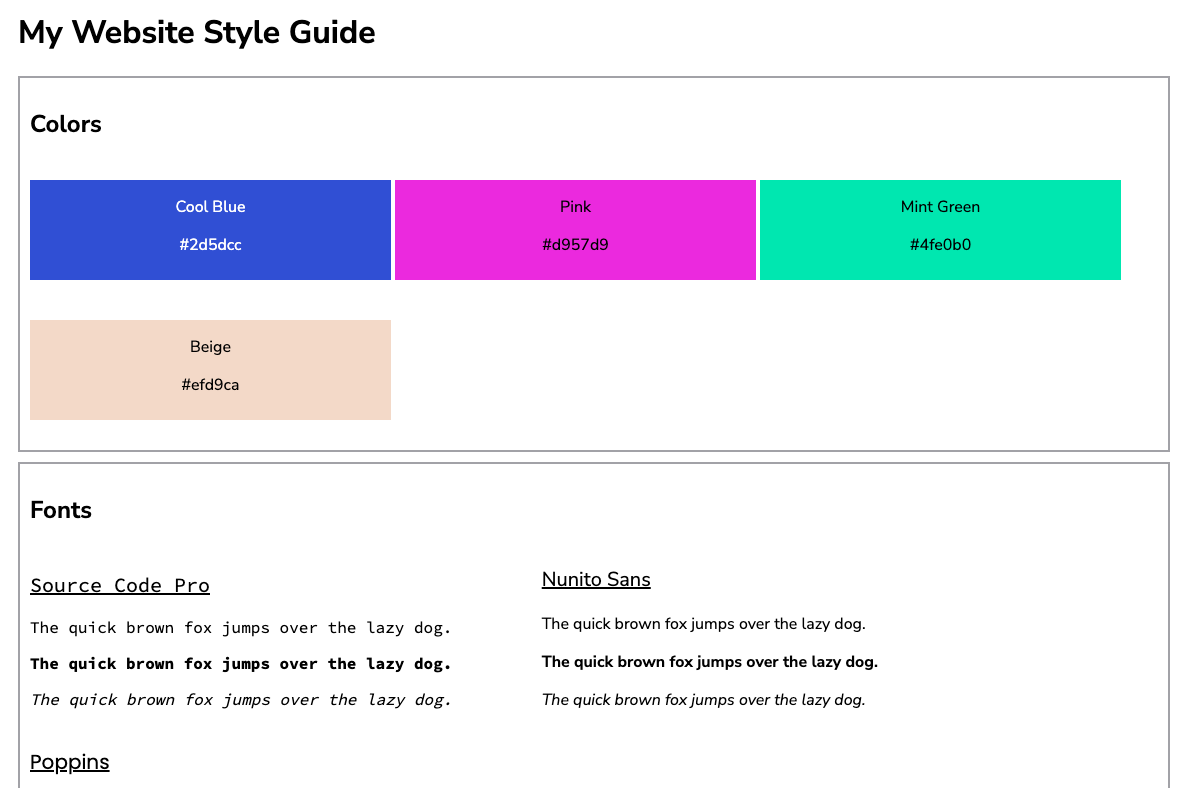 My Website Style Guide
Colors
Cool Blue
#2d5dcc
Pink
#d957d9
Mint Green
#4fe0b0
Beige
#efd9ca
Fonts
Source Code Pro
The quick brown fox jumps over the lazy dog.
The quick brown fox jumps over the lazy dog.
The quick brown fox jumps over the lazy dog.
Nunito Sans
The quick brown fox jumps over the lazy dog.
The quick brown fox jumps over the lazy dog.
The quick brown fox jumps over the lazy dog.
Poppins